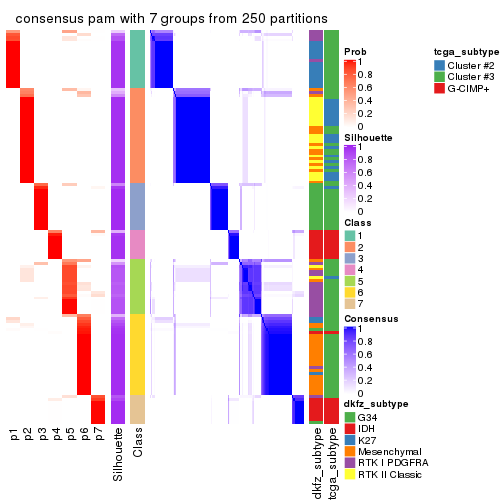 consensus pam with 7 groups from 250 partitions
Prob
1
0.8
0.6
0.4
0.2
0
Silhouette
1
0.8
0.6
0.4
0.2
0
Class
1
2
3
4
5
6
7
Consensus
1
0.8
0.6
0.4
0.2
0
dkfz_subtype
G34
IDH
K27
Mesenchymal
RTK I PDGFRA
RTK II Classic
tcga_subtype
Cluster #2
Cluster #3
G-CIMP+
p1
p2
p3
p4
p5
p6
p7
Silhouette
Class
dkfz_subtype
tcga_subtype